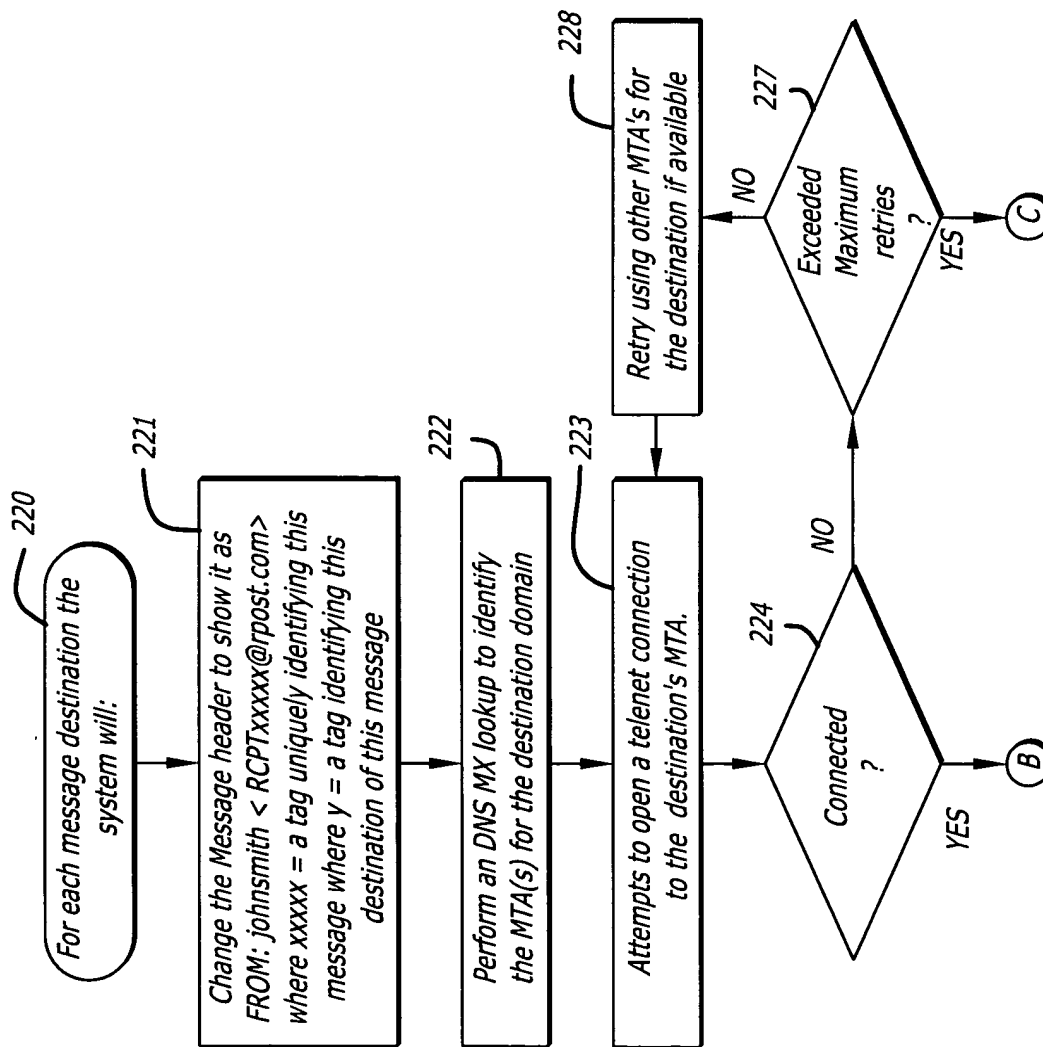 220
For each message destination the
system will:
221
Change the Message header to show it as
FROM: johnsmith < RCPTxxxxx@rpost.com>
where xxxxx = a tag uniquely identifying this
message where y = a tag identifying this
destination of this message
222
Perform an DNS MX lookup to identify
the MTA(s) for the destination domain
223
Attempts to open a telenet connection
to the destination's MTA.
224
Connected
?
NO
YES
B
228
Retry using other MTA's for
the destination if available
227
NO
Exceeded
Maximum
retries
?
YES
C